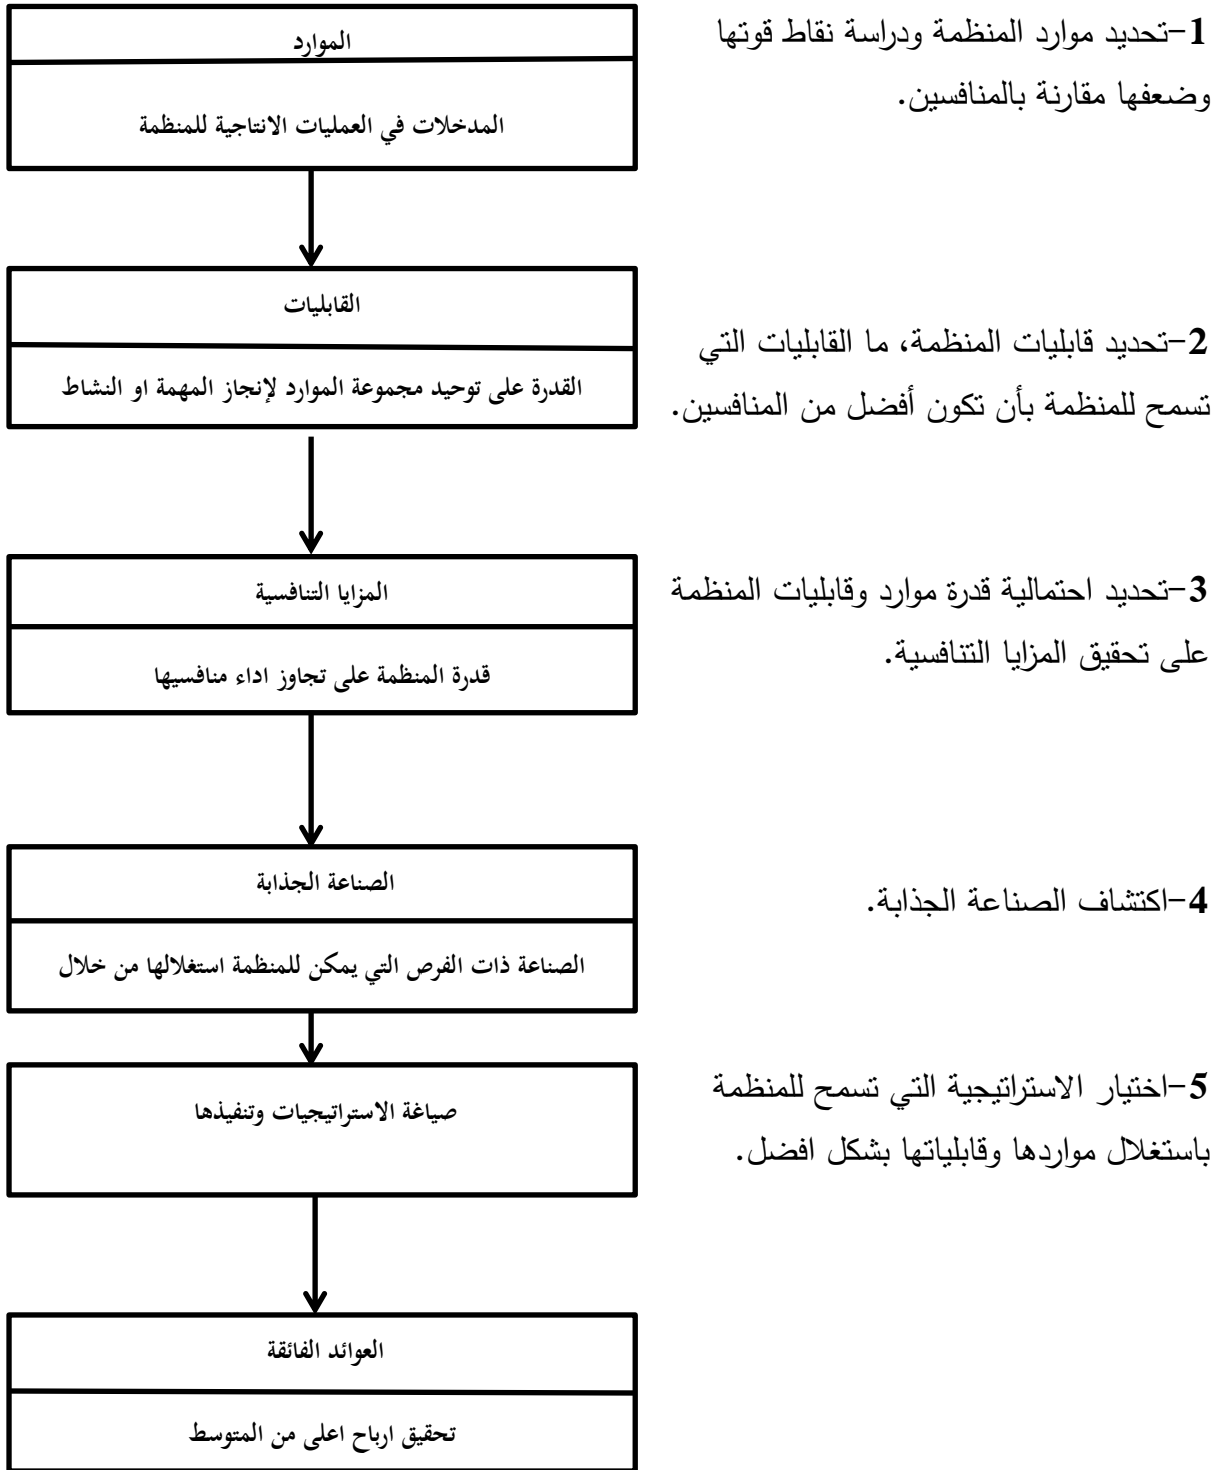 1-تحديد موارد المنظمة ودراسة نقاط قوتها
وضعفها مقارنة بالمنافسين.
الموارد
المدخلات في العمليات الانتاجية للمنظمة
2-تحديد قابليات المنظمة، ما القابليات التي
تسمح للمنظمة بأن تكون أفضل من المنافسين.
القابليات
القدرة على توحيد مجموعة الموارد لإنجاز المهمة او النشاط
3-تحديد احتمالية قدرة موارد وقابليات المنظمة
على تحقيق المزايا التنافسية.
المزايا التنافسية
قدرة المنظمة على تجاوز اداء منافسيها
4-اكتشاف الصناعة الجذابة.
الصناعة الجذابة
الصناعة ذات الفرص التي يمكن للمنظمة استغلالها من خلال
5-اختيار الاستراتيجية التي تسمح للمنظمة
باستغلال مواردها وقابلياتها بشكل افضل.
صياغة الاستراتيجيات وتنفيذها
العوائد الفائقة
تحقيق ارباح اعلى من المتوسط